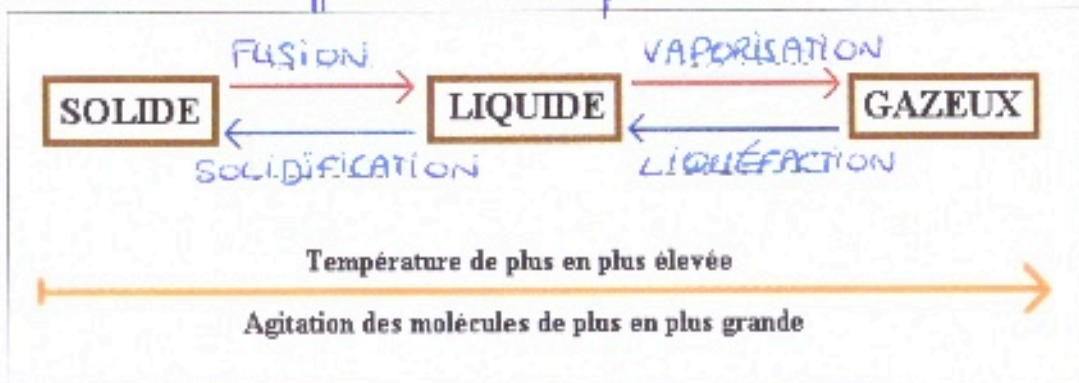 FUSION VAPORISATION
SOLIDE LIQUIDE GAZEUX
SOLIDIFICATION LIQUÉFACTION
Température de plus en plus élevée
Agitation des molécules de plus en plus grande